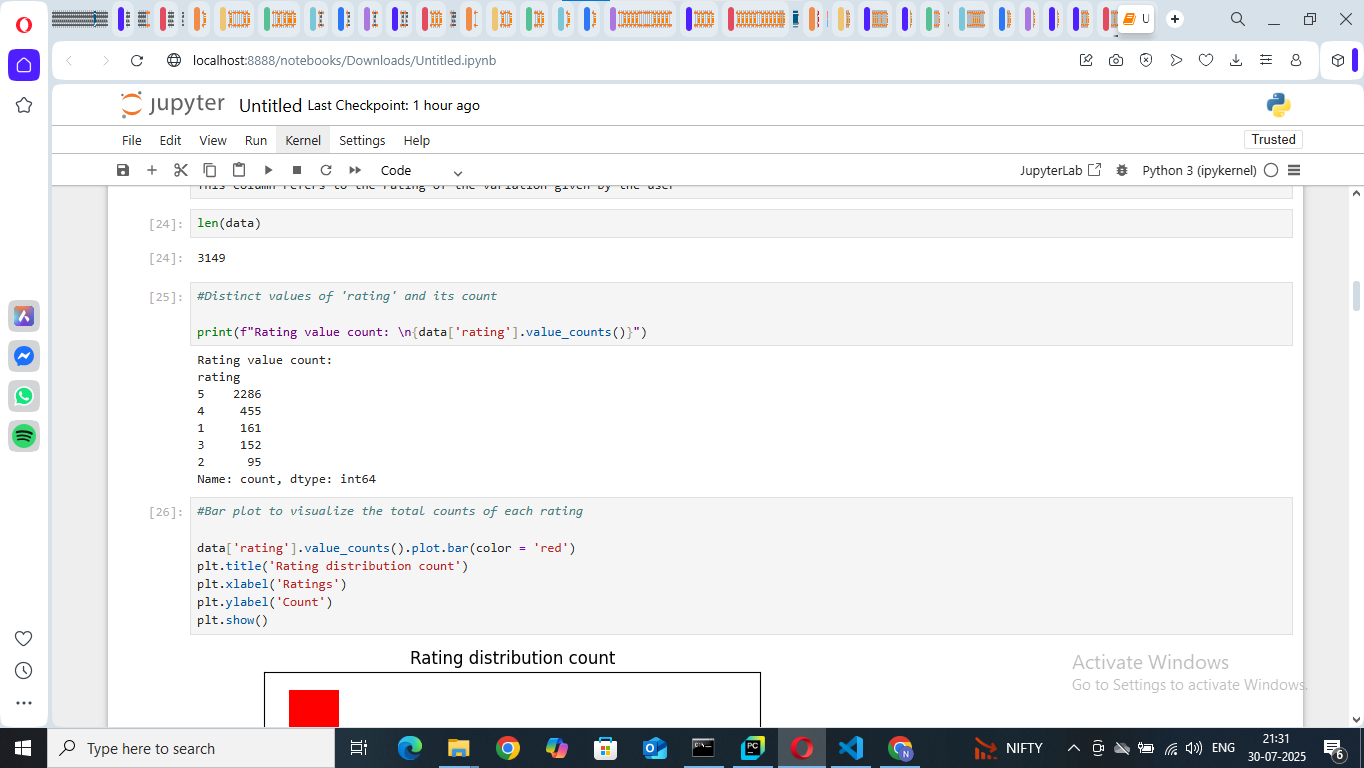 U
localhost:8888/notebooks/Downloads/Untitled.ipynb
jupyter Untitled Last Checkpoint: 1 hour ago
File Edit View Run Kernel Settings Help
Trusted
Code
JupyterLab
Python 3 (ipykernel)
This column refers to the rating of the variation given by the user
[24]: len(data)
[24]: 3149
[25]: #Distinct values of 'rating' and its count
print(f"Rating value count: \n{data['rating'].value_counts()}")
Rating value count:
rating
5 2286
4 455
1 161
3 152
2 95
Name: count, dtype: int64
[26]: #Bar plot to visualize the total counts of each rating
data['rating'].value_counts().plot.bar(color = 'red')
plt.title('Rating distribution count')
plt.xlabel('Ratings')
plt.ylabel('Count')
plt.show()
Rating distribution count
Activate Windows
Go to Settings to activate Windows.
Type here to search
NIFTY
ENG
21:31
30-07-2025
6